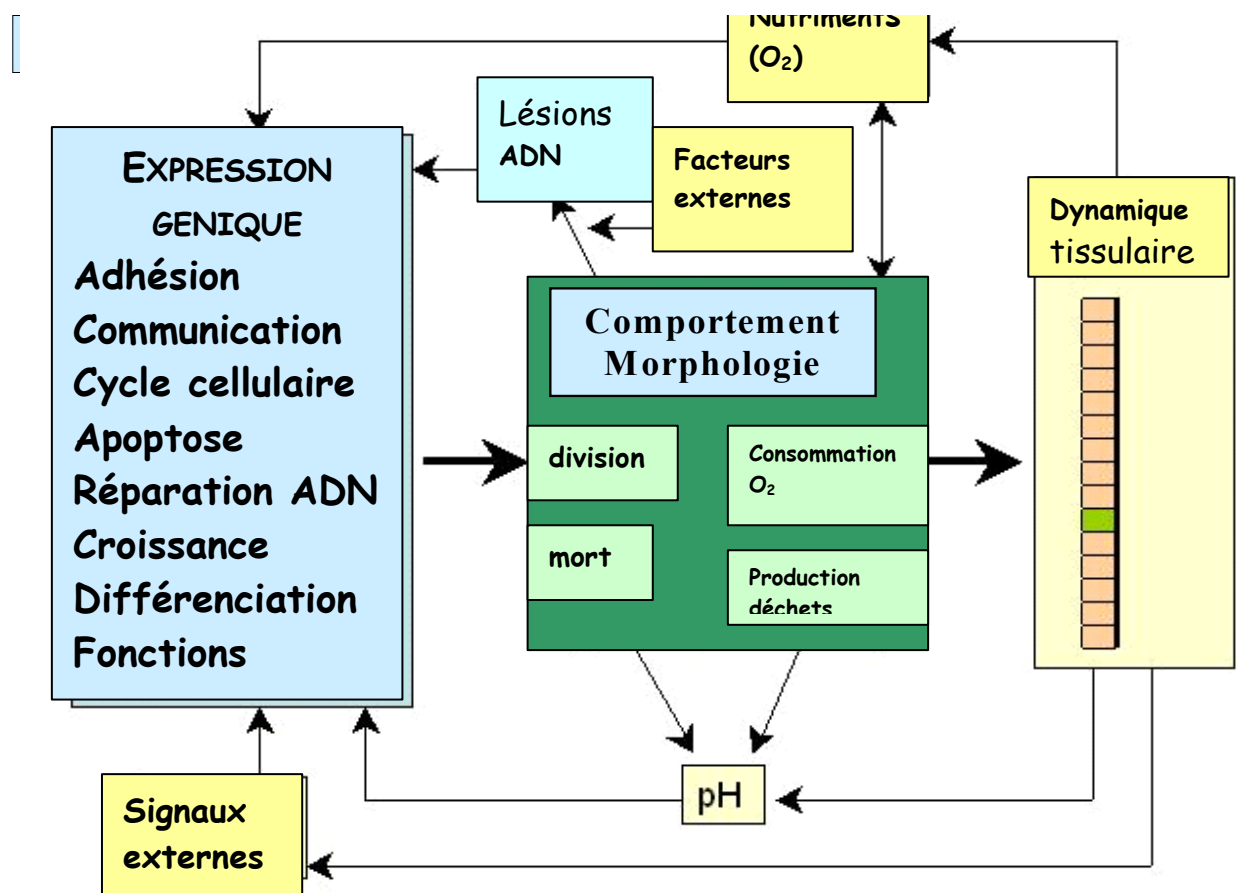 Nutriments
(O₂)
Lésions
ADN
Facteurs
externes
EXPRESSION
GENIQUE
Adhésion
Communication
Cycle cellulaire
Apoptose
Réparation ADN
Croissance
Différenciation
Fonctions
Comportement
Morphologie
division
mort
Consommation
O₂
Production
déchets
Dynamique
tissulaire
pH
Signaux
externes